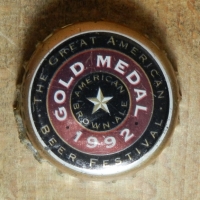 THE GREAT AMERICAN
BEER FESTIVAL
GOLD MEDAL
1992
AMERICAN
BROWN ALE